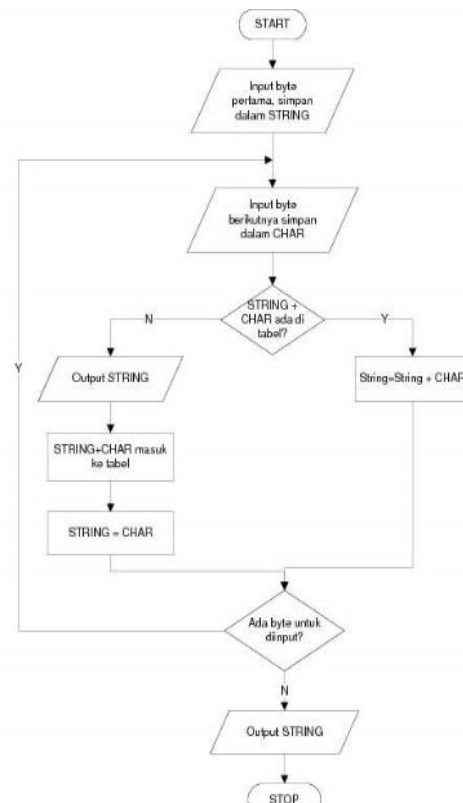 START
Input byte
pertama, simpan
dalam STRING
Input byte
berikutnya simpan
dalam CHAR
STRING +
CHAR ada di
tabel?
N
Y
Y
Output STRING
String=String + CHAR
STRING+CHAR masuk
ke tabel
STRING = CHAR
Ada byte untuk
diinput?
N
Output STRING
STOP